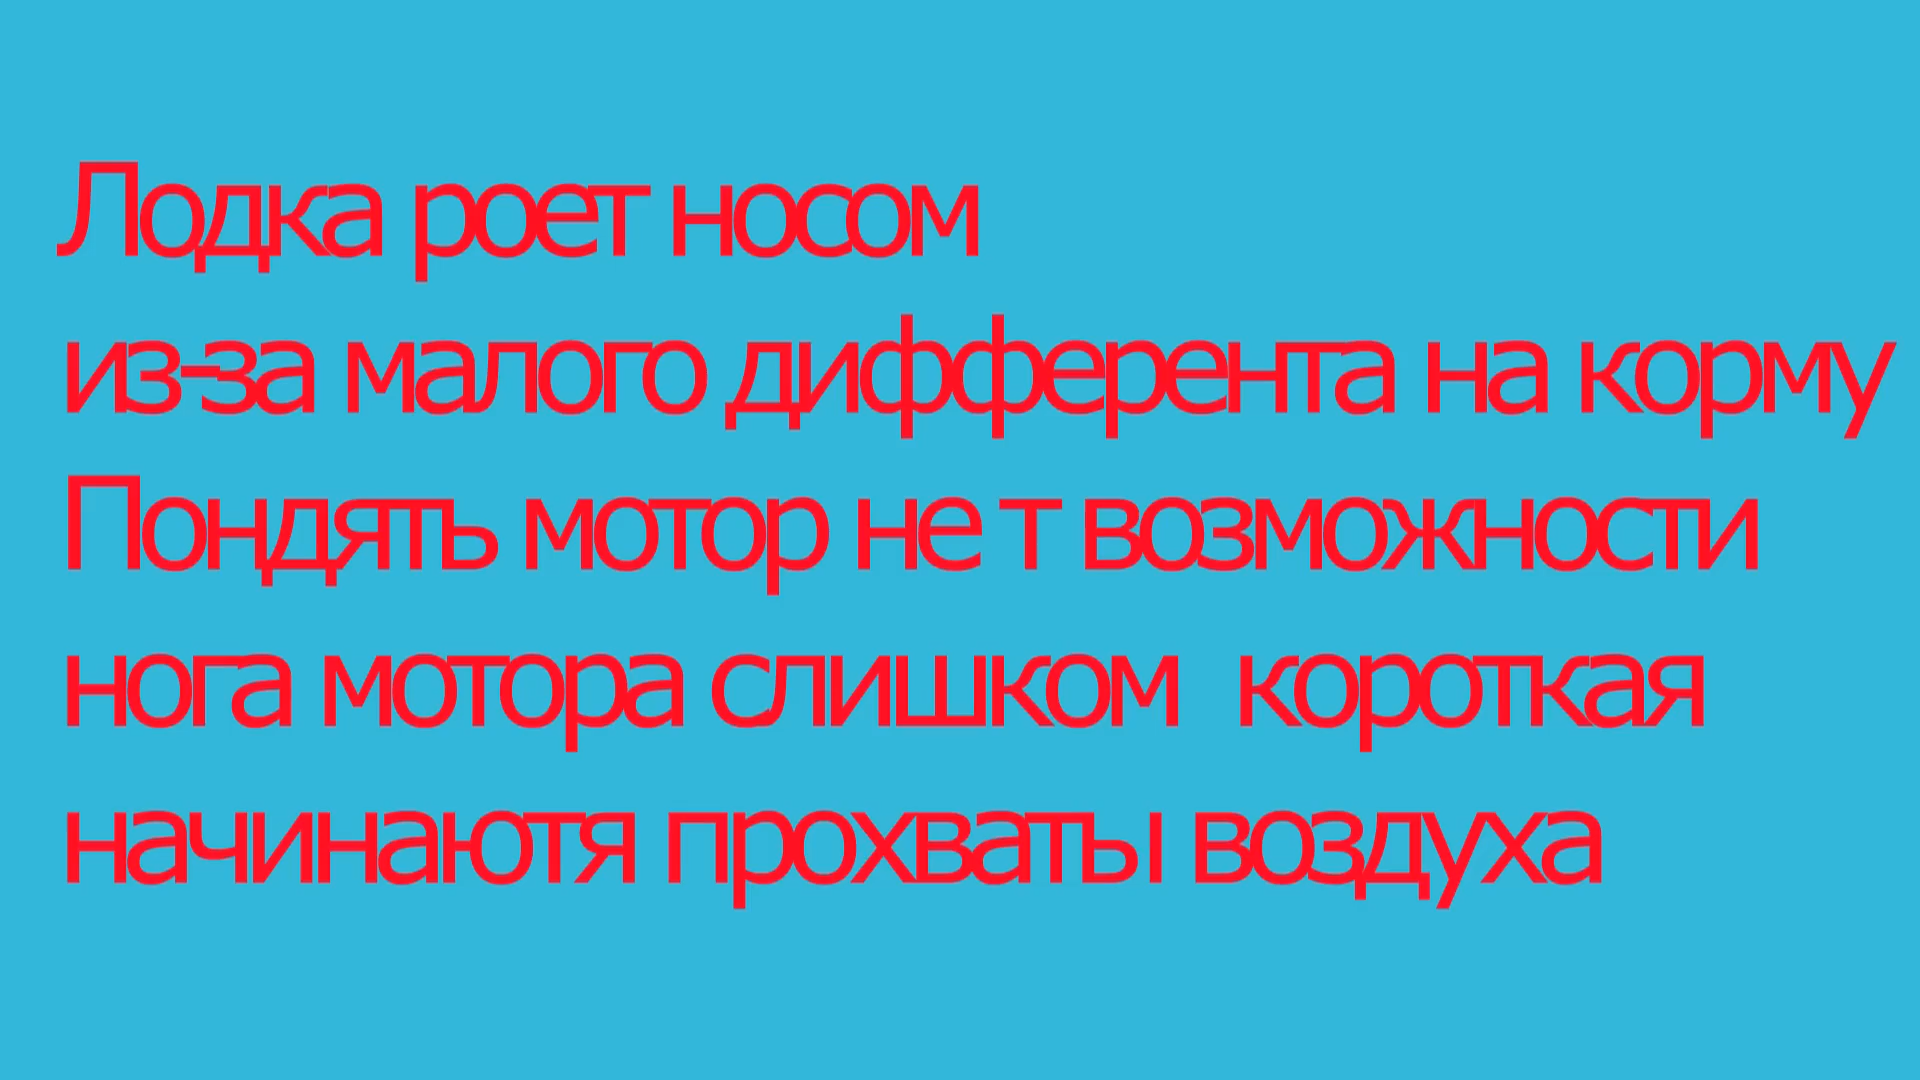 Лодка роет носом
из-за малого дифферента на корму
Пондять мотор не т возможности
нога мотора слишком  короткая
начинаютя прохваты воздуха